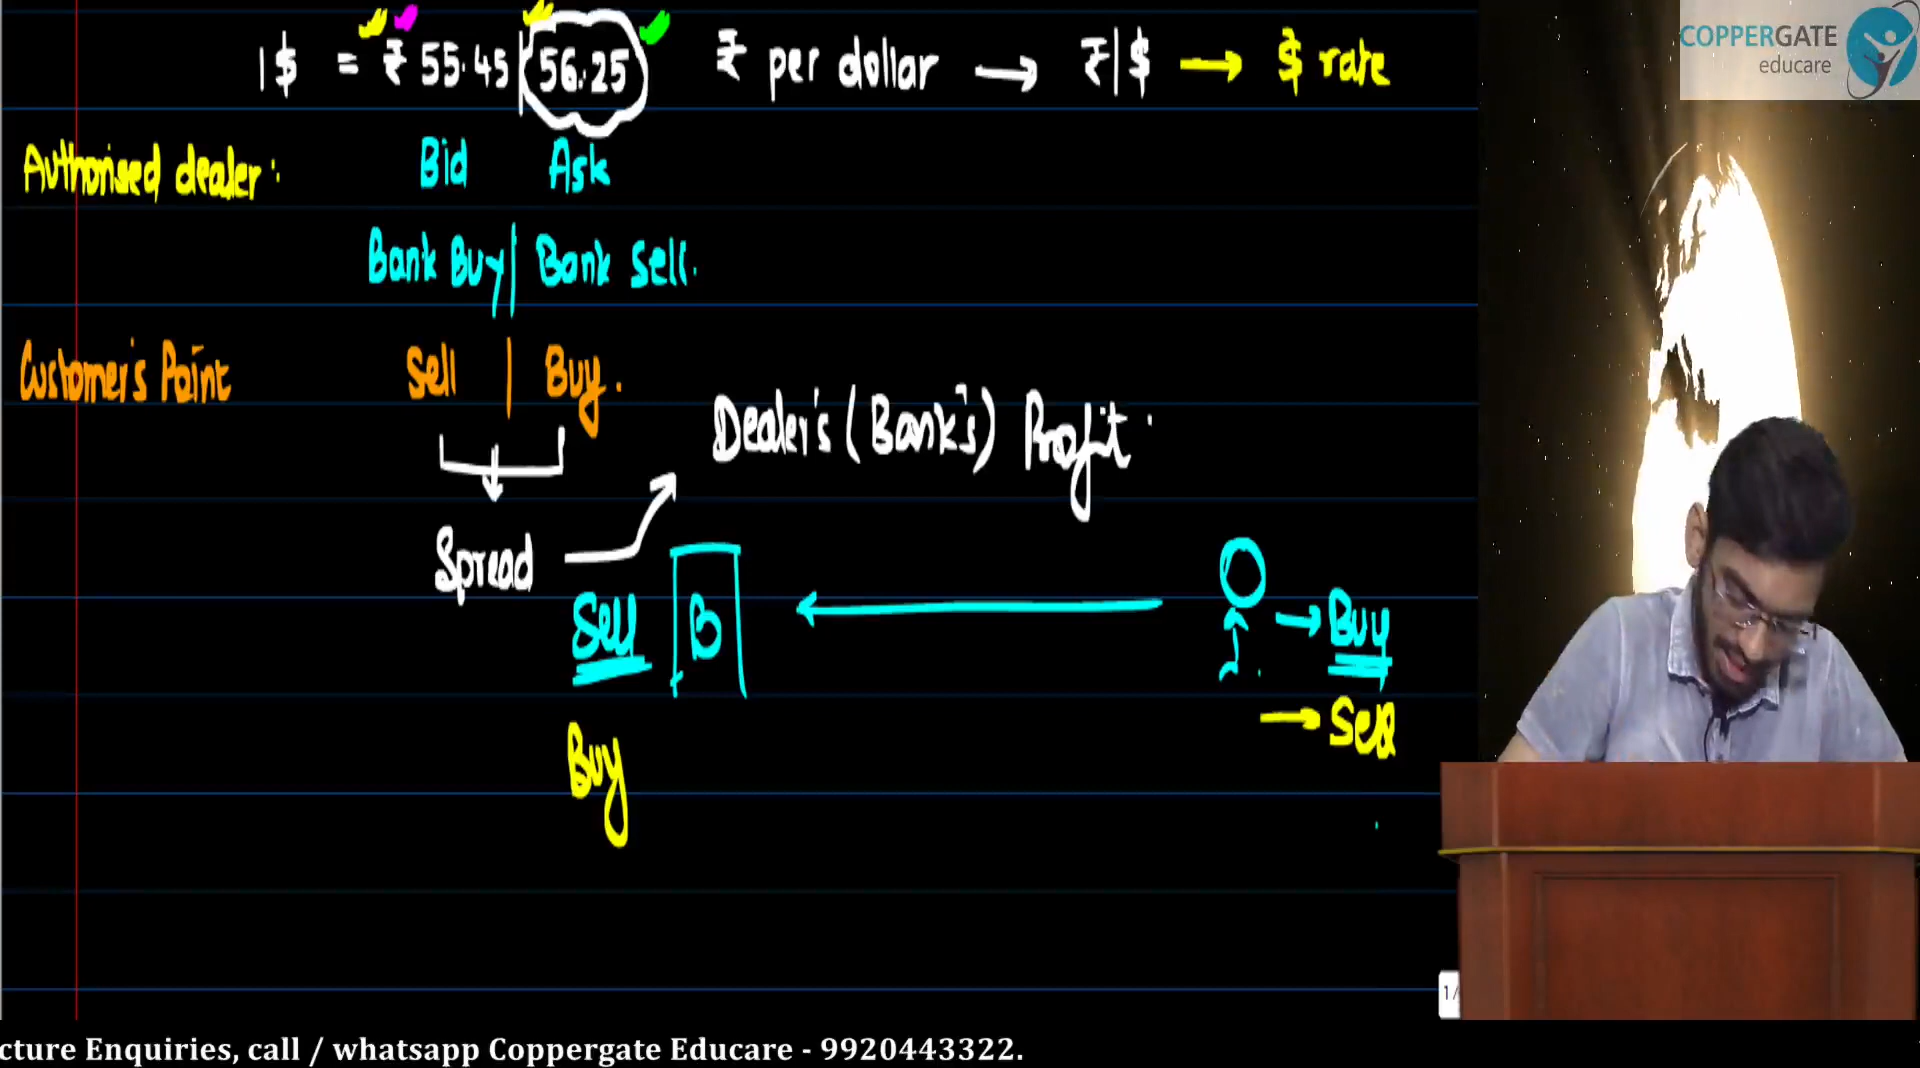 1$ = ₹ 55.45|56.25 ₹ per dollar → ₹|$ → $ rate
COPPERGATE
educare
Authorised dealer: Bid Ask
Bank Buy| Bank Sell.
Customer's Point Sell | Buy.
Dealer's (Bank's) Profit.
Spread
Sell B → Buy
→ Sell
Buy
1/
cture Enquiries, call / whatsapp Coppergate Educare - 9920443322.